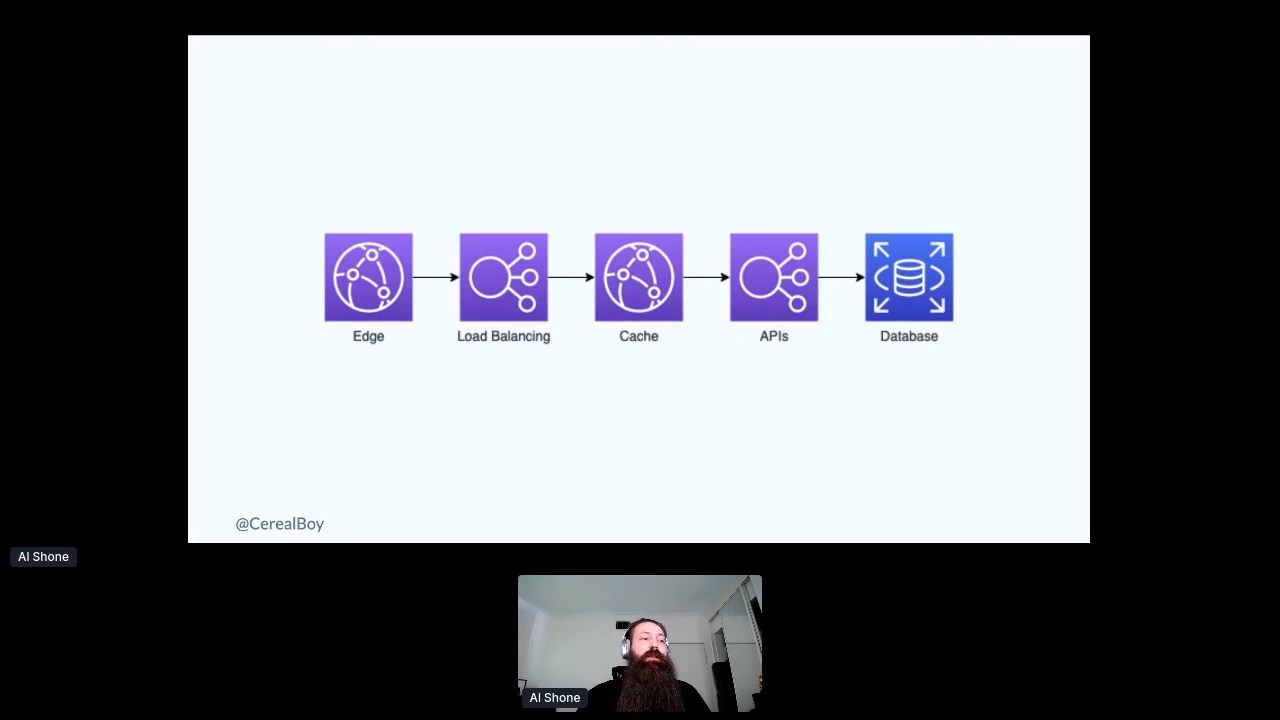 Edge
Load Balancing
Cache
APIs
Database
@CerealBoy
Al Shone
Al Shone